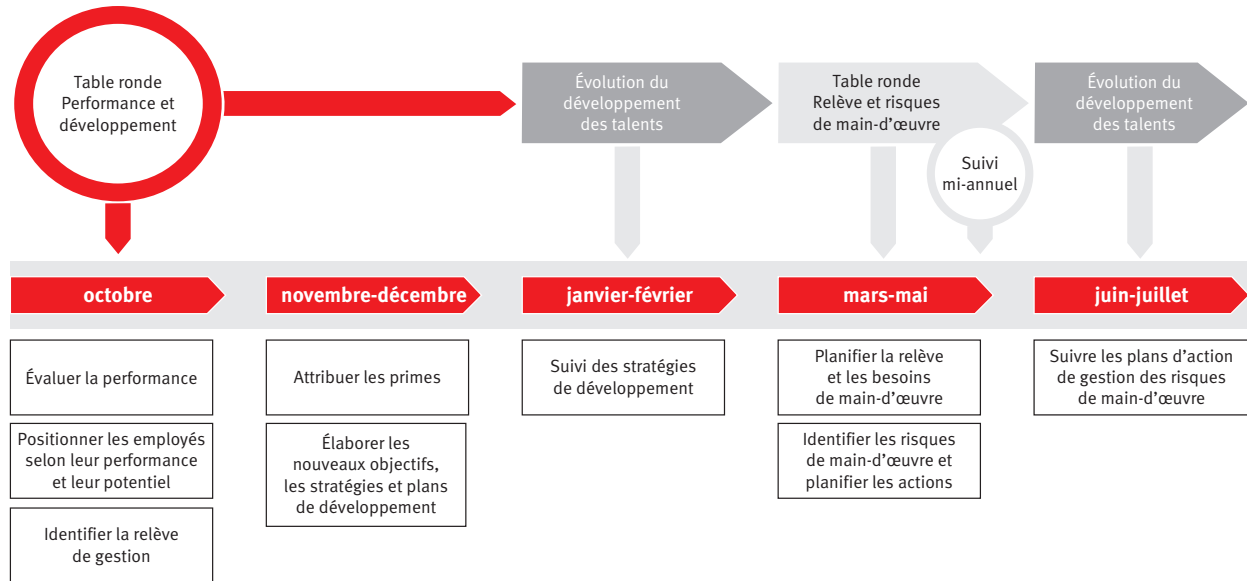 Table ronde
Performance et
développement
Évolution du
développement
des talents
Table ronde
Relève et risques
de main-d'œuvre
Suivi
mi-annuel
Évolution du
développement
des talents
octobre
novembre-décembre
janvier-février
mars-mai
juin-juillet
Évaluer la performance
Positionner les employés
selon leur performance
et leur potentiel
Identifier la relève
de gestion
Attribuer les primes
Élaborer les
nouveaux objectifs,
les stratégies et plans
de développement
Suivi des stratégies
de développement
Planifier la relève
et les besoins
de main-d'œuvre
Identifier les risques
de main-d'œuvre et
planifier les actions
Suivre les plans d'action
de gestion des risques
de main-d'œuvre